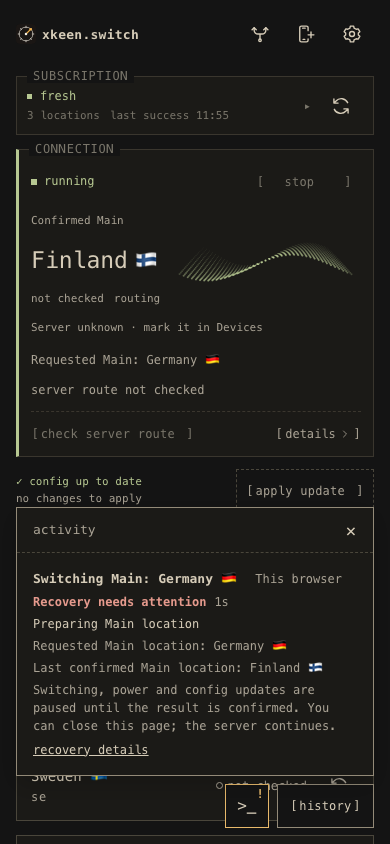 xkeen.switch
SUBSCRIPTION
fresh
3 locations last success 11:55
CONNECTION
running [ stop ]
Confirmed Main
Finland
not checked routing
Server unknown · mark it in Devices
Requested Main: Germany
server route not checked
[check server route ] [details > ]
✓ config up to date
no changes to apply
[apply update ]
activity ×
Switching Main: Germany This browser
Recovery needs attention 1s
Preparing Main location
Requested Main location: Germany
Last confirmed Main location: Finland
Switching, power and config updates are
paused until the result is confirmed. You
can close this page; the server continues.
recovery details
Sweden
not checked
se
>_ !
[history]